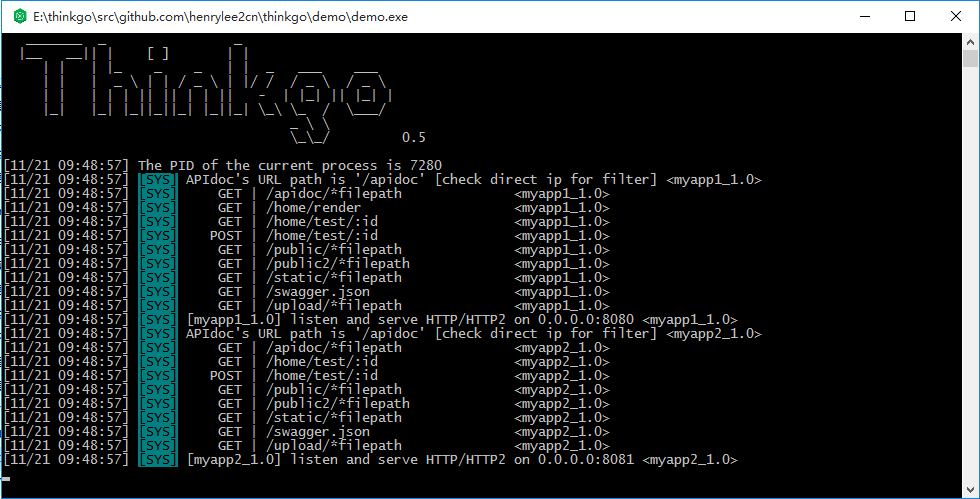 E:\thinkgo\src\github.com\henrylee2cn\thinkgo\demo\demo.exe
Thinkgo
0.5
[11/21 09:48:57] The PID of the current process is 7280
[11/21 09:48:57] [SYS] APIdoc's URL path is '/apidoc' [check direct ip for filter] <myapp1_1.0>
[11/21 09:48:57] [SYS] GET | /apidoc/*filepath <myapp1_1.0>
[11/21 09:48:57] [SYS] GET | /home/render <myapp1_1.0>
[11/21 09:48:57] [SYS] GET | /home/test/:id <myapp1_1.0>
[11/21 09:48:57] [SYS] POST | /home/test/:id <myapp1_1.0>
[11/21 09:48:57] [SYS] GET | /public/*filepath <myapp1_1.0>
[11/21 09:48:57] [SYS] GET | /public2/*filepath <myapp1_1.0>
[11/21 09:48:57] [SYS] GET | /static/*filepath <myapp1_1.0>
[11/21 09:48:57] [SYS] GET | /swagger.json <myapp1_1.0>
[11/21 09:48:57] [SYS] GET | /upload/*filepath <myapp1_1.0>
[11/21 09:48:57] [SYS] [myapp1_1.0] listen and serve HTTP/HTTP2 on 0.0.0.0:8080 <myapp1_1.0>
[11/21 09:48:57] [SYS] APIdoc's URL path is '/apidoc' [check direct ip for filter] <myapp2_1.0>
[11/21 09:48:57] [SYS] GET | /apidoc/*filepath <myapp2_1.0>
[11/21 09:48:57] [SYS] GET | /home/test/:id <myapp2_1.0>
[11/21 09:48:57] [SYS] POST | /home/test/:id <myapp2_1.0>
[11/21 09:48:57] [SYS] GET | /public/*filepath <myapp2_1.0>
[11/21 09:48:57] [SYS] GET | /public2/*filepath <myapp2_1.0>
[11/21 09:48:57] [SYS] GET | /static/*filepath <myapp2_1.0>
[11/21 09:48:57] [SYS] GET | /swagger.json <myapp2_1.0>
[11/21 09:48:57] [SYS] GET | /upload/*filepath <myapp2_1.0>
[11/21 09:48:57] [SYS] [myapp2_1.0] listen and serve HTTP/HTTP2 on 0.0.0.0:8081 <myapp2_1.0>